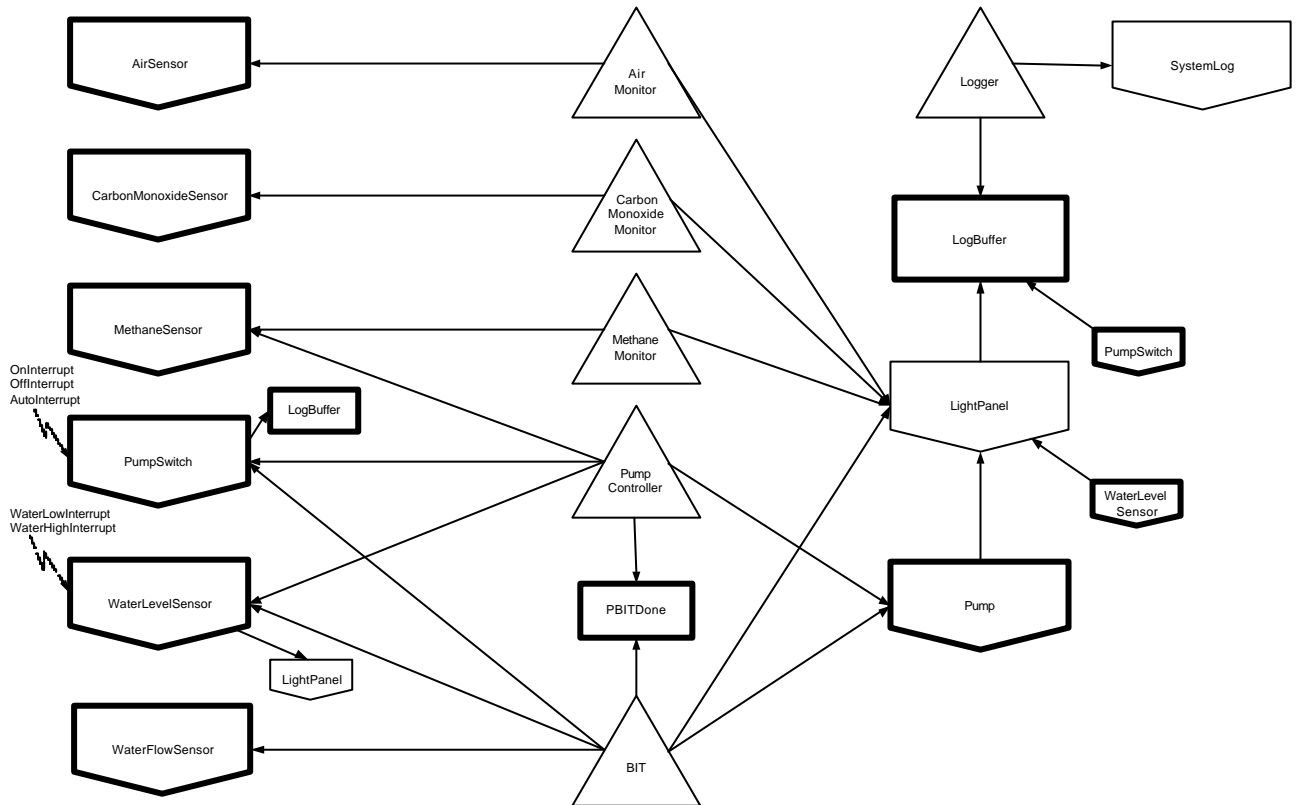 AirSensor
Air
Monitor
Logger
SystemLog
CarbonMonoxideSensor
Carbon
Monoxide
Monitor
LogBuffer
MethaneSensor
Methane
Monitor
PumpSwitch
OnInterrupt
OffInterrupt
AutoInterrupt
LogBuffer
LightPanel
PumpSwitch
Pump
Controller
WaterLevel
Sensor
WaterLowInterrupt
WaterHighInterrupt
WaterLevelSensor
PBITDone
Pump
LightPanel
WaterFlowSensor
BIT